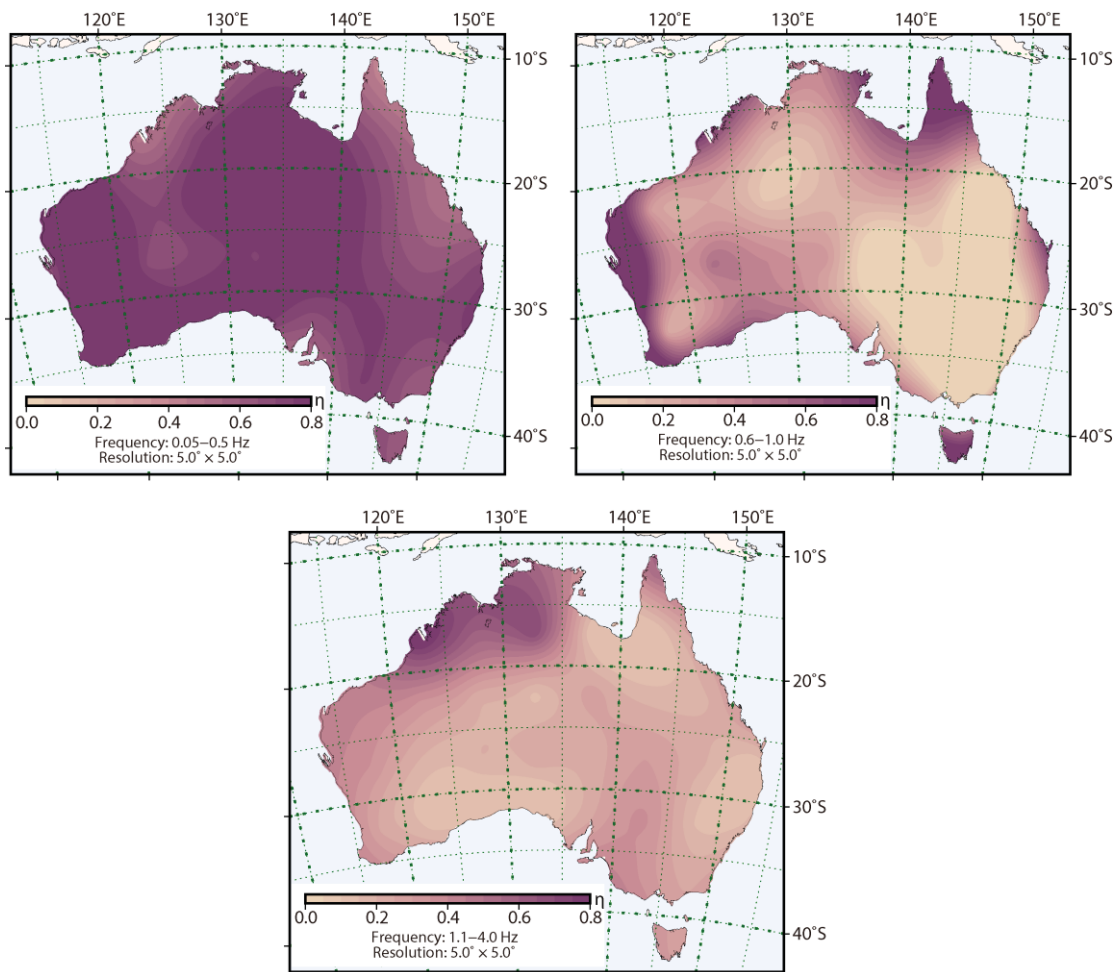 120°E 130°E 140°E 150°E
10°S
20°S
30°S
40°S
η
0.0 0.2 0.4 0.6 0.8
Frequency: 0.05–0.5 Hz
Resolution: 5.0° × 5.0°
120°E 130°E 140°E 150°E
10°S
20°S
30°S
40°S
η
0.0 0.2 0.4 0.6 0.8
Frequency: 0.6–1.0 Hz
Resolution: 5.0° × 5.0°
120°E 130°E 140°E 150°E
10°S
20°S
30°S
40°S
η
0.0 0.2 0.4 0.6 0.8
Frequency: 1.1–4.0 Hz
Resolution: 5.0° × 5.0°